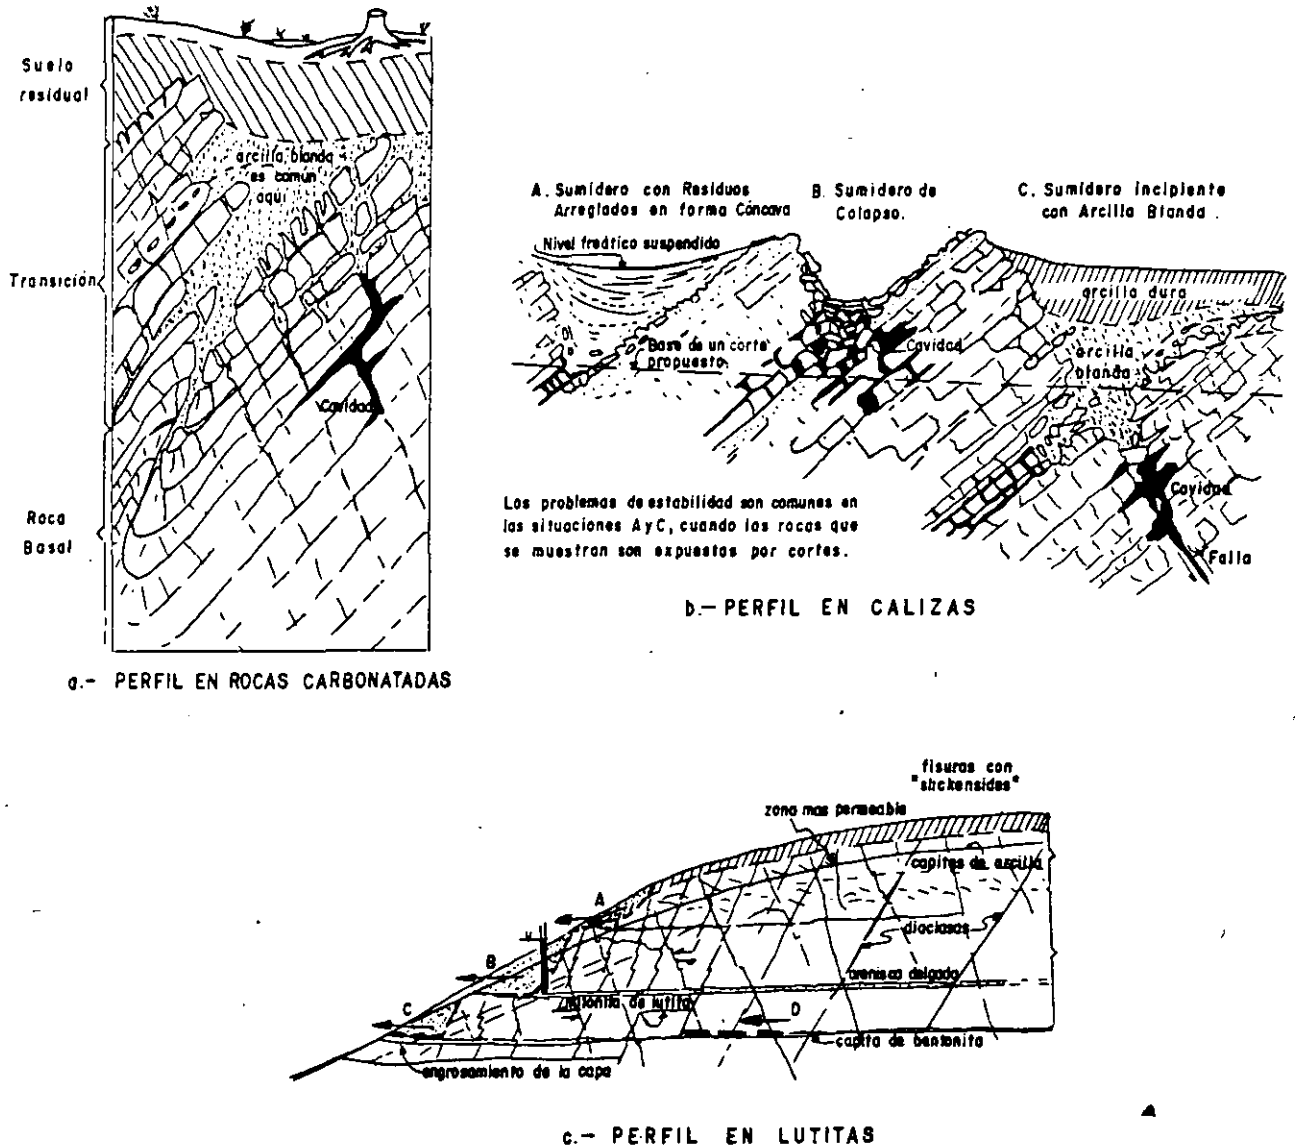 Suelo
residual
arcilla blanda
es comun
aquí
Transición
Cavidad
Roca
Basal
a.- PERFIL EN ROCAS CARBONATADAS
A. Sumidero con Residuos
Arreglados en forma Cóncava
B. Sumidero de
Colapso.
C. Sumidero incipiente
con Arcilla Blanda.
Nivel freático suspendido
arcilla dura
Base de un corte
propuesto.
Cavidad
arcilla
blanda
Cavidad
Falla
Los problemas de estabilidad son comunes en
las situaciones A y C, cuando las rocas que
se muestran son expuestas por cortes.
b.- PERFIL EN CALIZAS
fisuras con
"slickensides"
zona mas permeable
capitas de arcilla
A
diaclasas
B
arenisca delgada
milonita de lutita
C
D
capita de bentonita
engrosamiento de la capa
c.- PERFIL EN LUTITAS